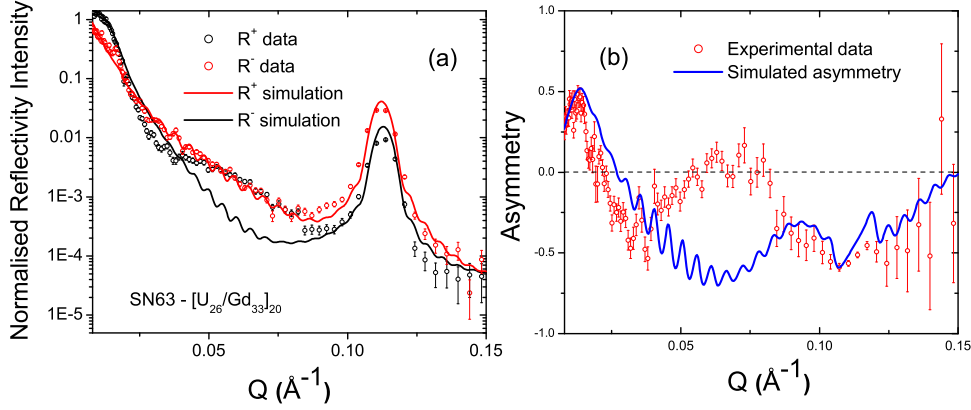 Normalised Reflectivity Intensity
1
0.1
0.01
1E-3
1E-4
1E-5
0.05
0.10
0.15
Q (Å⁻¹)
(a)
R⁺ data
R⁻ data
R⁺ simulation
R⁻ simulation
SN63 - [U₂₆/Gd₃₃]₂₀
Asymmetry
1.0
0.5
0.0
-0.5
-1.0
0.05
0.10
0.15
Q (Å⁻¹)
(b)
Experimental data
Simulated asymmetry